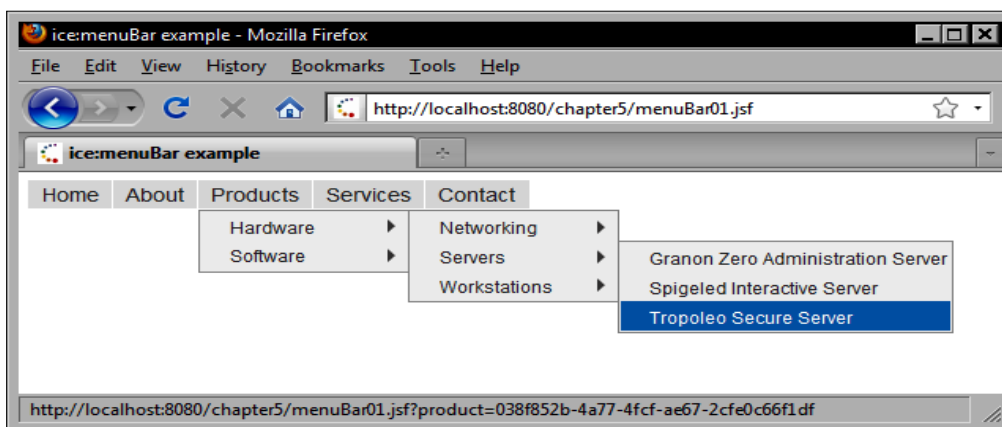 ice:menuBar example - Mozilla Firefox
File Edit View History Bookmarks Tools Help
http://localhost:8080/chapter5/menuBar01.jsf
ice:menuBar example
Home About Products Services Contact
Hardware Networking
Software Servers Granon Zero Administration Server
Workstations Spigeled Interactive Server
Tropoleo Secure Server
http://localhost:8080/chapter5/menuBar01.jsf?product=038f852b-4a77-4fcf-ae67-2cfe0c66f1df